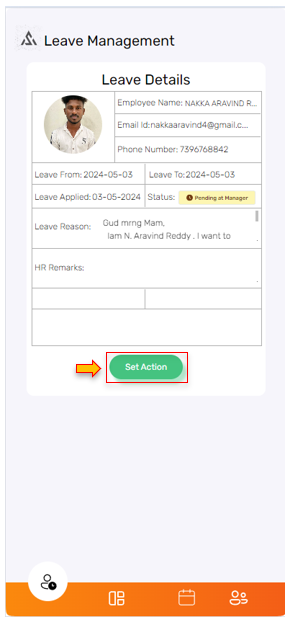 Leave Management
Leave Details
Employee Name: NAKKA ARAVIND R...
Email Id:nakkaaravind4@gmail.c...
Phone Number: 7396768842
Leave From: 2024-05-03 Leave To:2024-05-03
Leave Applied: 03-05-2024 Status: Pending at Manager
Leave Reason: Gud mrng Mam,
Iam N. Aravind Reddy , I want to
HR Remarks:
Set Action